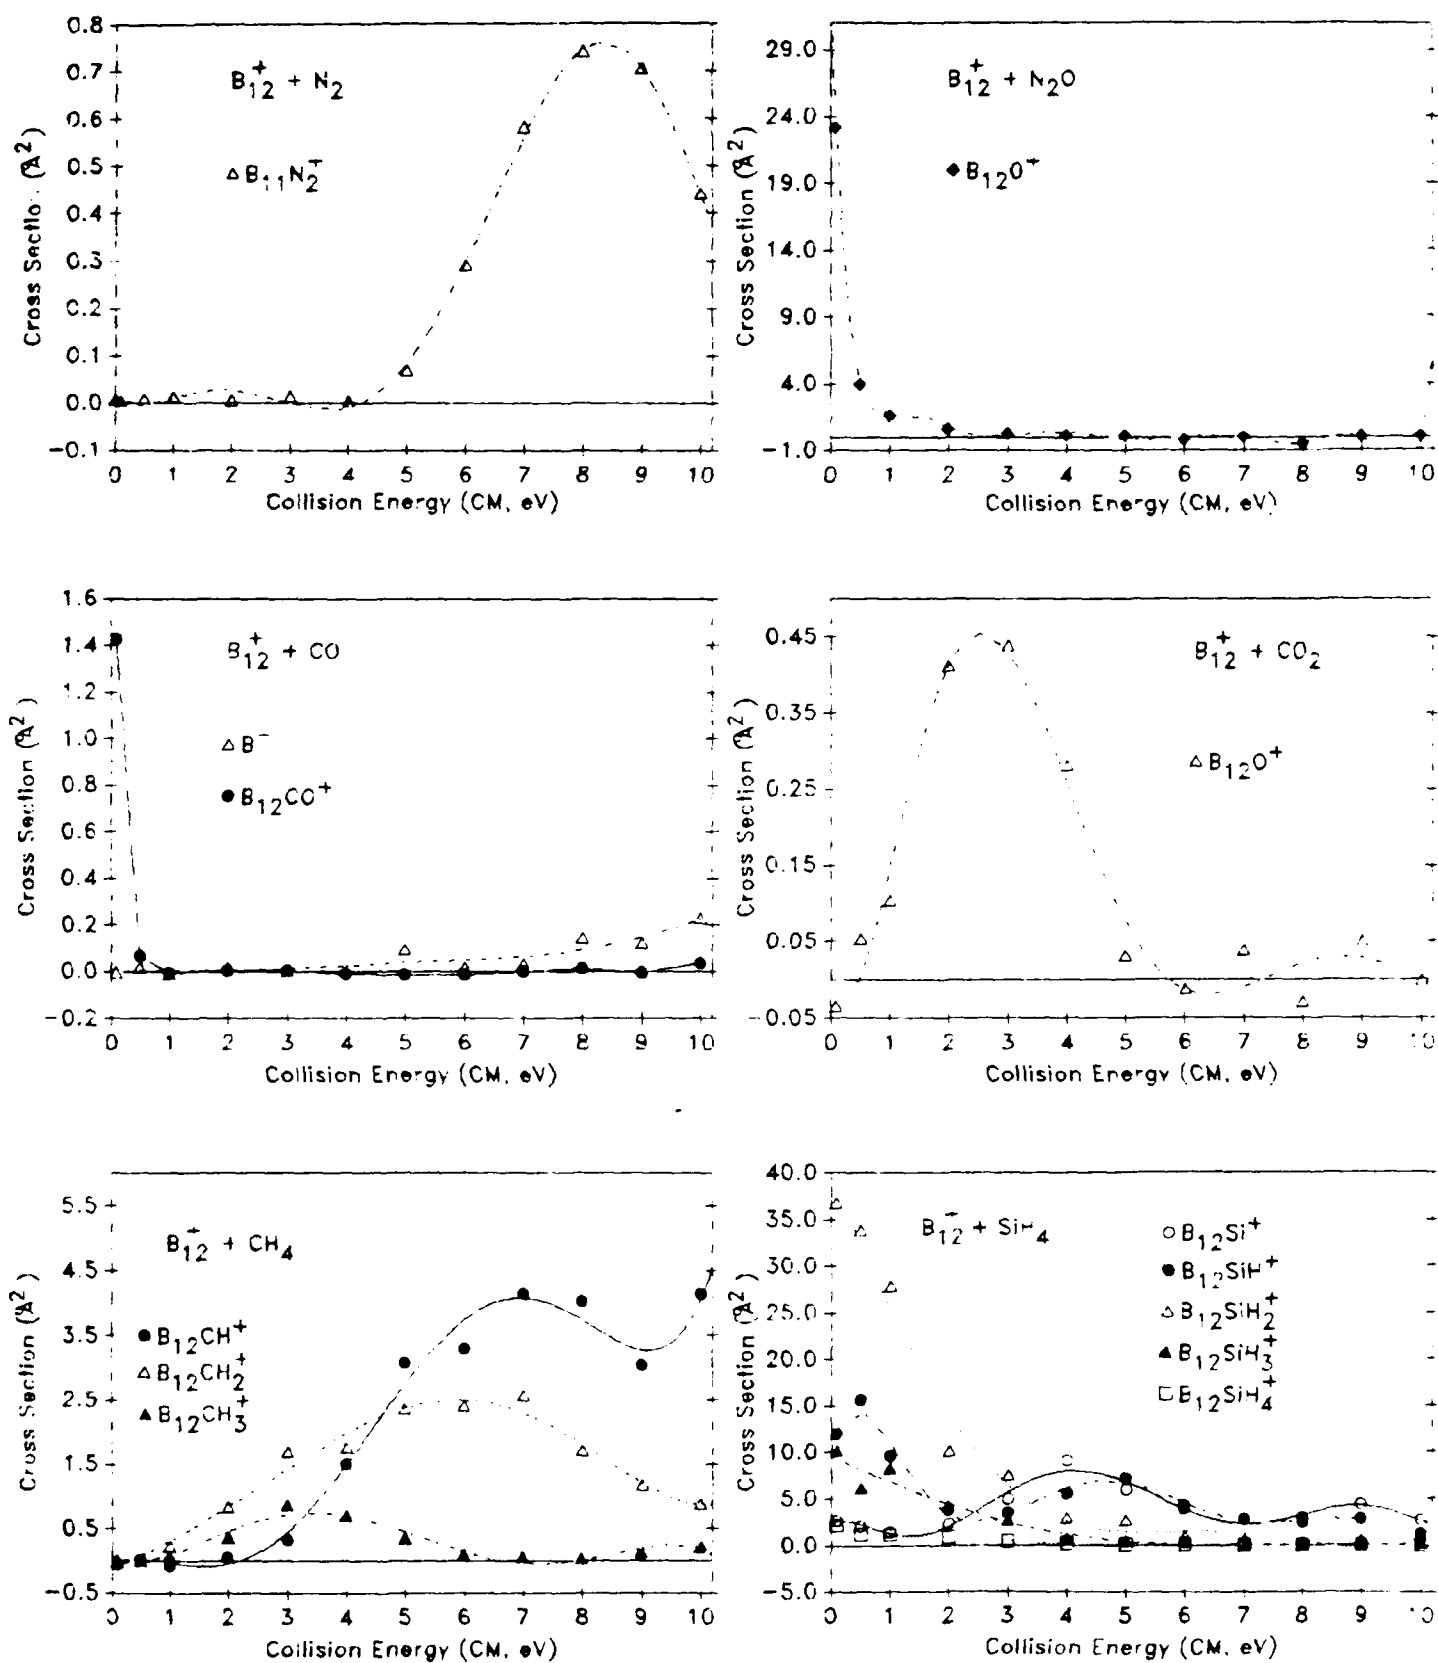 0.8
0.7
0.6
0.5
0.4
0.3
0.2
0.1
0.0
-0.1
Cross Section (Å²)
B₁₂⁺ + N₂
△ B₁₁N₂⁺
0 1 2 3 4 5 6 7 8 9 10
Collision Energy (CM, eV)
29.0
24.0
19.0
14.0
9.0
4.0
-1.0
Cross Section (Å²)
B₁₂⁺ + N₂O
◆ B₁₂O⁺
0 1 2 3 4 5 6 7 8 9 10
Collision Energy (CM, eV)
1.6
1.4
1.2
1.0
0.8
0.6
0.4
0.2
0.0
-0.2
Cross Section (Å²)
B₁₂⁺ + CO
△ B⁻
● B₁₂CO⁺
0 1 2 3 4 5 6 7 8 9 10
Collision Energy (CM, eV)
0.45
0.35
0.25
0.15
0.05
-0.05
Cross Section (Å²)
B₁₂⁺ + CO₂
△ B₁₂O⁺
0 1 2 3 4 5 6 7 8 9 10
Collision Energy (CM, eV)
5.5
4.5
3.5
2.5
1.5
0.5
-0.5
Cross Section (Å²)
B₁₂⁺ + CH₄
● B₁₂CH⁺
△ B₁₂CH₂⁺
▲ B₁₂CH₃⁺
0 1 2 3 4 5 6 7 8 9 10
Collision Energy (CM, eV)
40.0
35.0
30.0
25.0
20.0
15.0
10.0
5.0
0.0
-5.0
Cross Section (Å²)
B₁₂⁺ + SiH₄
○ B₁₂Si⁺
● B₁₂SiH⁺
△ B₁₂SiH₂⁺
▲ B₁₂SiH₃⁺
□ B₁₂SiH₄⁺
0 1 2 3 4 5 6 7 8 9 10
Collision Energy (CM, eV)